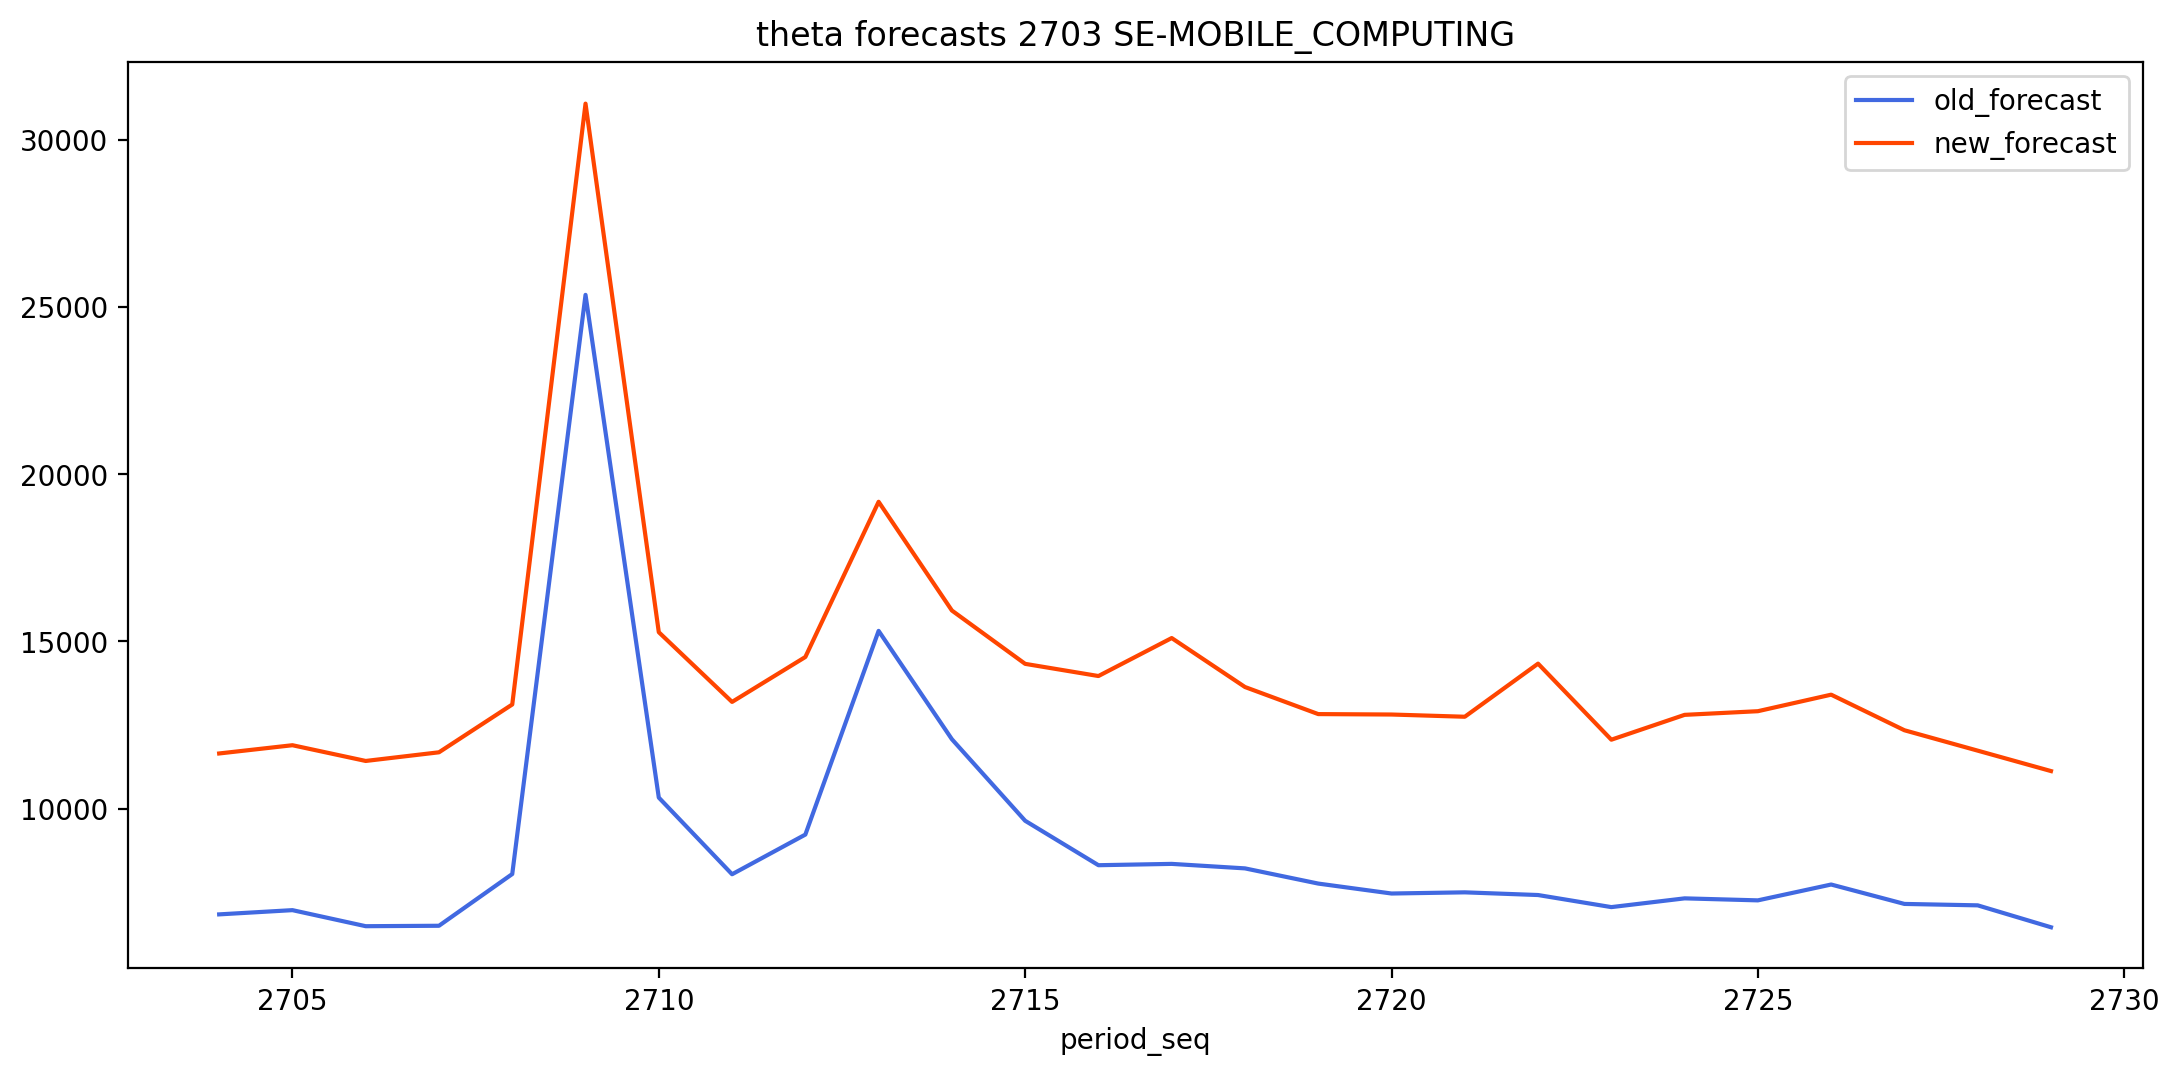 theta forecasts 2703 SE-MOBILE_COMPUTING
old_forecast
new_forecast
30000
25000
20000
15000
10000
2705 2710 2715 2720 2725 2730
period_seq